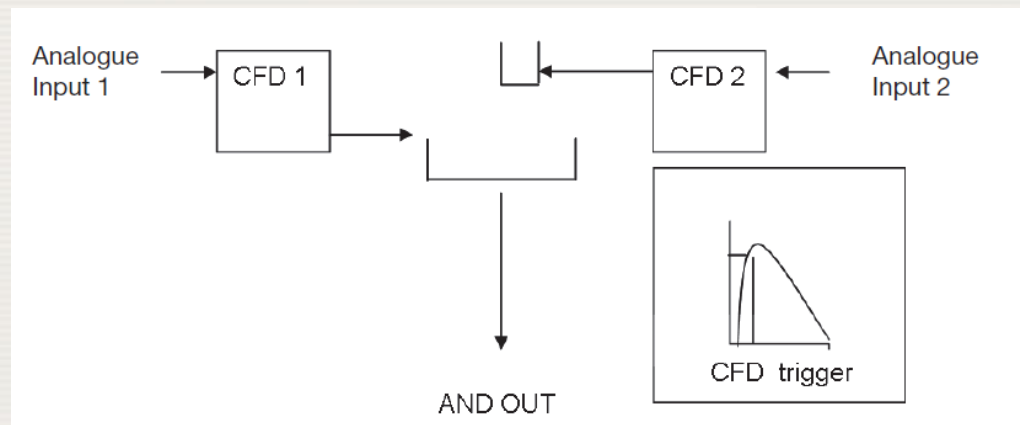 Analogue
Input 1
CFD 1
CFD 2
Analogue
Input 2
CFD trigger
AND OUT